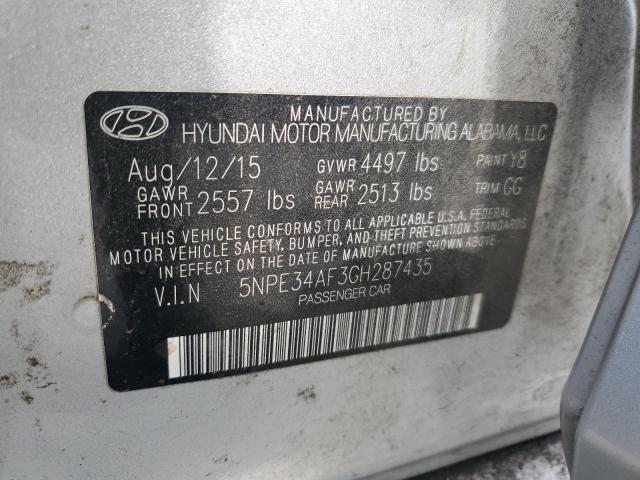 MANUFACTURED BY
HYUNDAI MOTOR MANUFACTURING ALABAMA, LLC
Aug/12/15 GVWR 4497 lbs PAINT Y8
GAWR FRONT 2557 lbs GAWR REAR 2513 lbs TRIM GG
THIS VEHICLE CONFORMS TO ALL APPLICABLE U.S.A. FEDERAL
MOTOR VEHICLE SAFETY, BUMPER, AND THEFT PREVENTION STANDARDS
IN EFFECT ON THE DATE OF MANUFACTURE SHOWN ABOVE.
V.I.N 5NPE34AF3GH287435
PASSENGER CAR